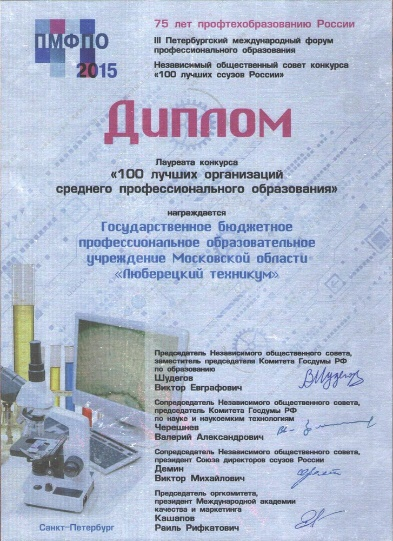 ПМФПО
2015
75 лет профтехобразованию России
III Петербургский международный форум
профессионального образования
Независимый общественный совет конкурса
«100 лучших ссузов России»
Диплом
Лауреата конкурса
«100 лучших организаций
среднего профессионального образования»
награждается
Государственное бюджетное
профессиональное образовательное
учреждение Московской области
«Люберецкий техникум»
Председатель Независимого общественного совета,
заместитель председателя Комитета Госдумы РФ
по образованию
Шудегов
Виктор Евграфович
Сопредседатель Независимого общественного совета,
председатель Комитета Госдумы РФ
по науке и наукоемким технологиям
Черешнев
Валерий Александрович
Сопредседатель Независимого общественного совета,
президент Союза директоров ссузов России
Демин
Виктор Михайлович
Председатель оргкомитета,
президент Международной академии
качества и маркетинга
Кашапов
Раиль Рифкатович
Санкт-Петербург